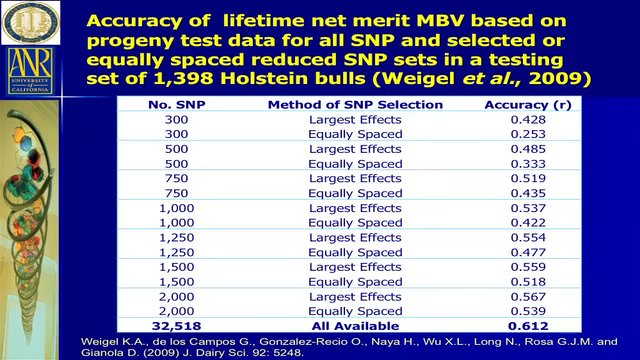 Accuracy of lifetime net merit MBV based on
progeny test data for all SNP and selected or
equally spaced reduced SNP sets in a testing
set of 1,398 Holstein bulls (Weigel et al., 2009)
ANR
UNIVERSITY
of
CALIFORNIA
No. SNP Method of SNP Selection Accuracy (r)
300 Largest Effects 0.428
300 Equally Spaced 0.253
500 Largest Effects 0.485
500 Equally Spaced 0.333
750 Largest Effects 0.519
750 Equally Spaced 0.435
1,000 Largest Effects 0.537
1,000 Equally Spaced 0.422
1,250 Largest Effects 0.554
1,250 Equally Spaced 0.477
1,500 Largest Effects 0.559
1,500 Equally Spaced 0.518
2,000 Largest Effects 0.567
2,000 Equally Spaced 0.539
32,518 All Available 0.612
Weigel K.A., de los Campos G., Gonzalez-Recio O., Naya H., Wu X.L., Long N., Rosa G.J.M. and
Gianola D. (2009) J. Dairy Sci. 92: 5248.